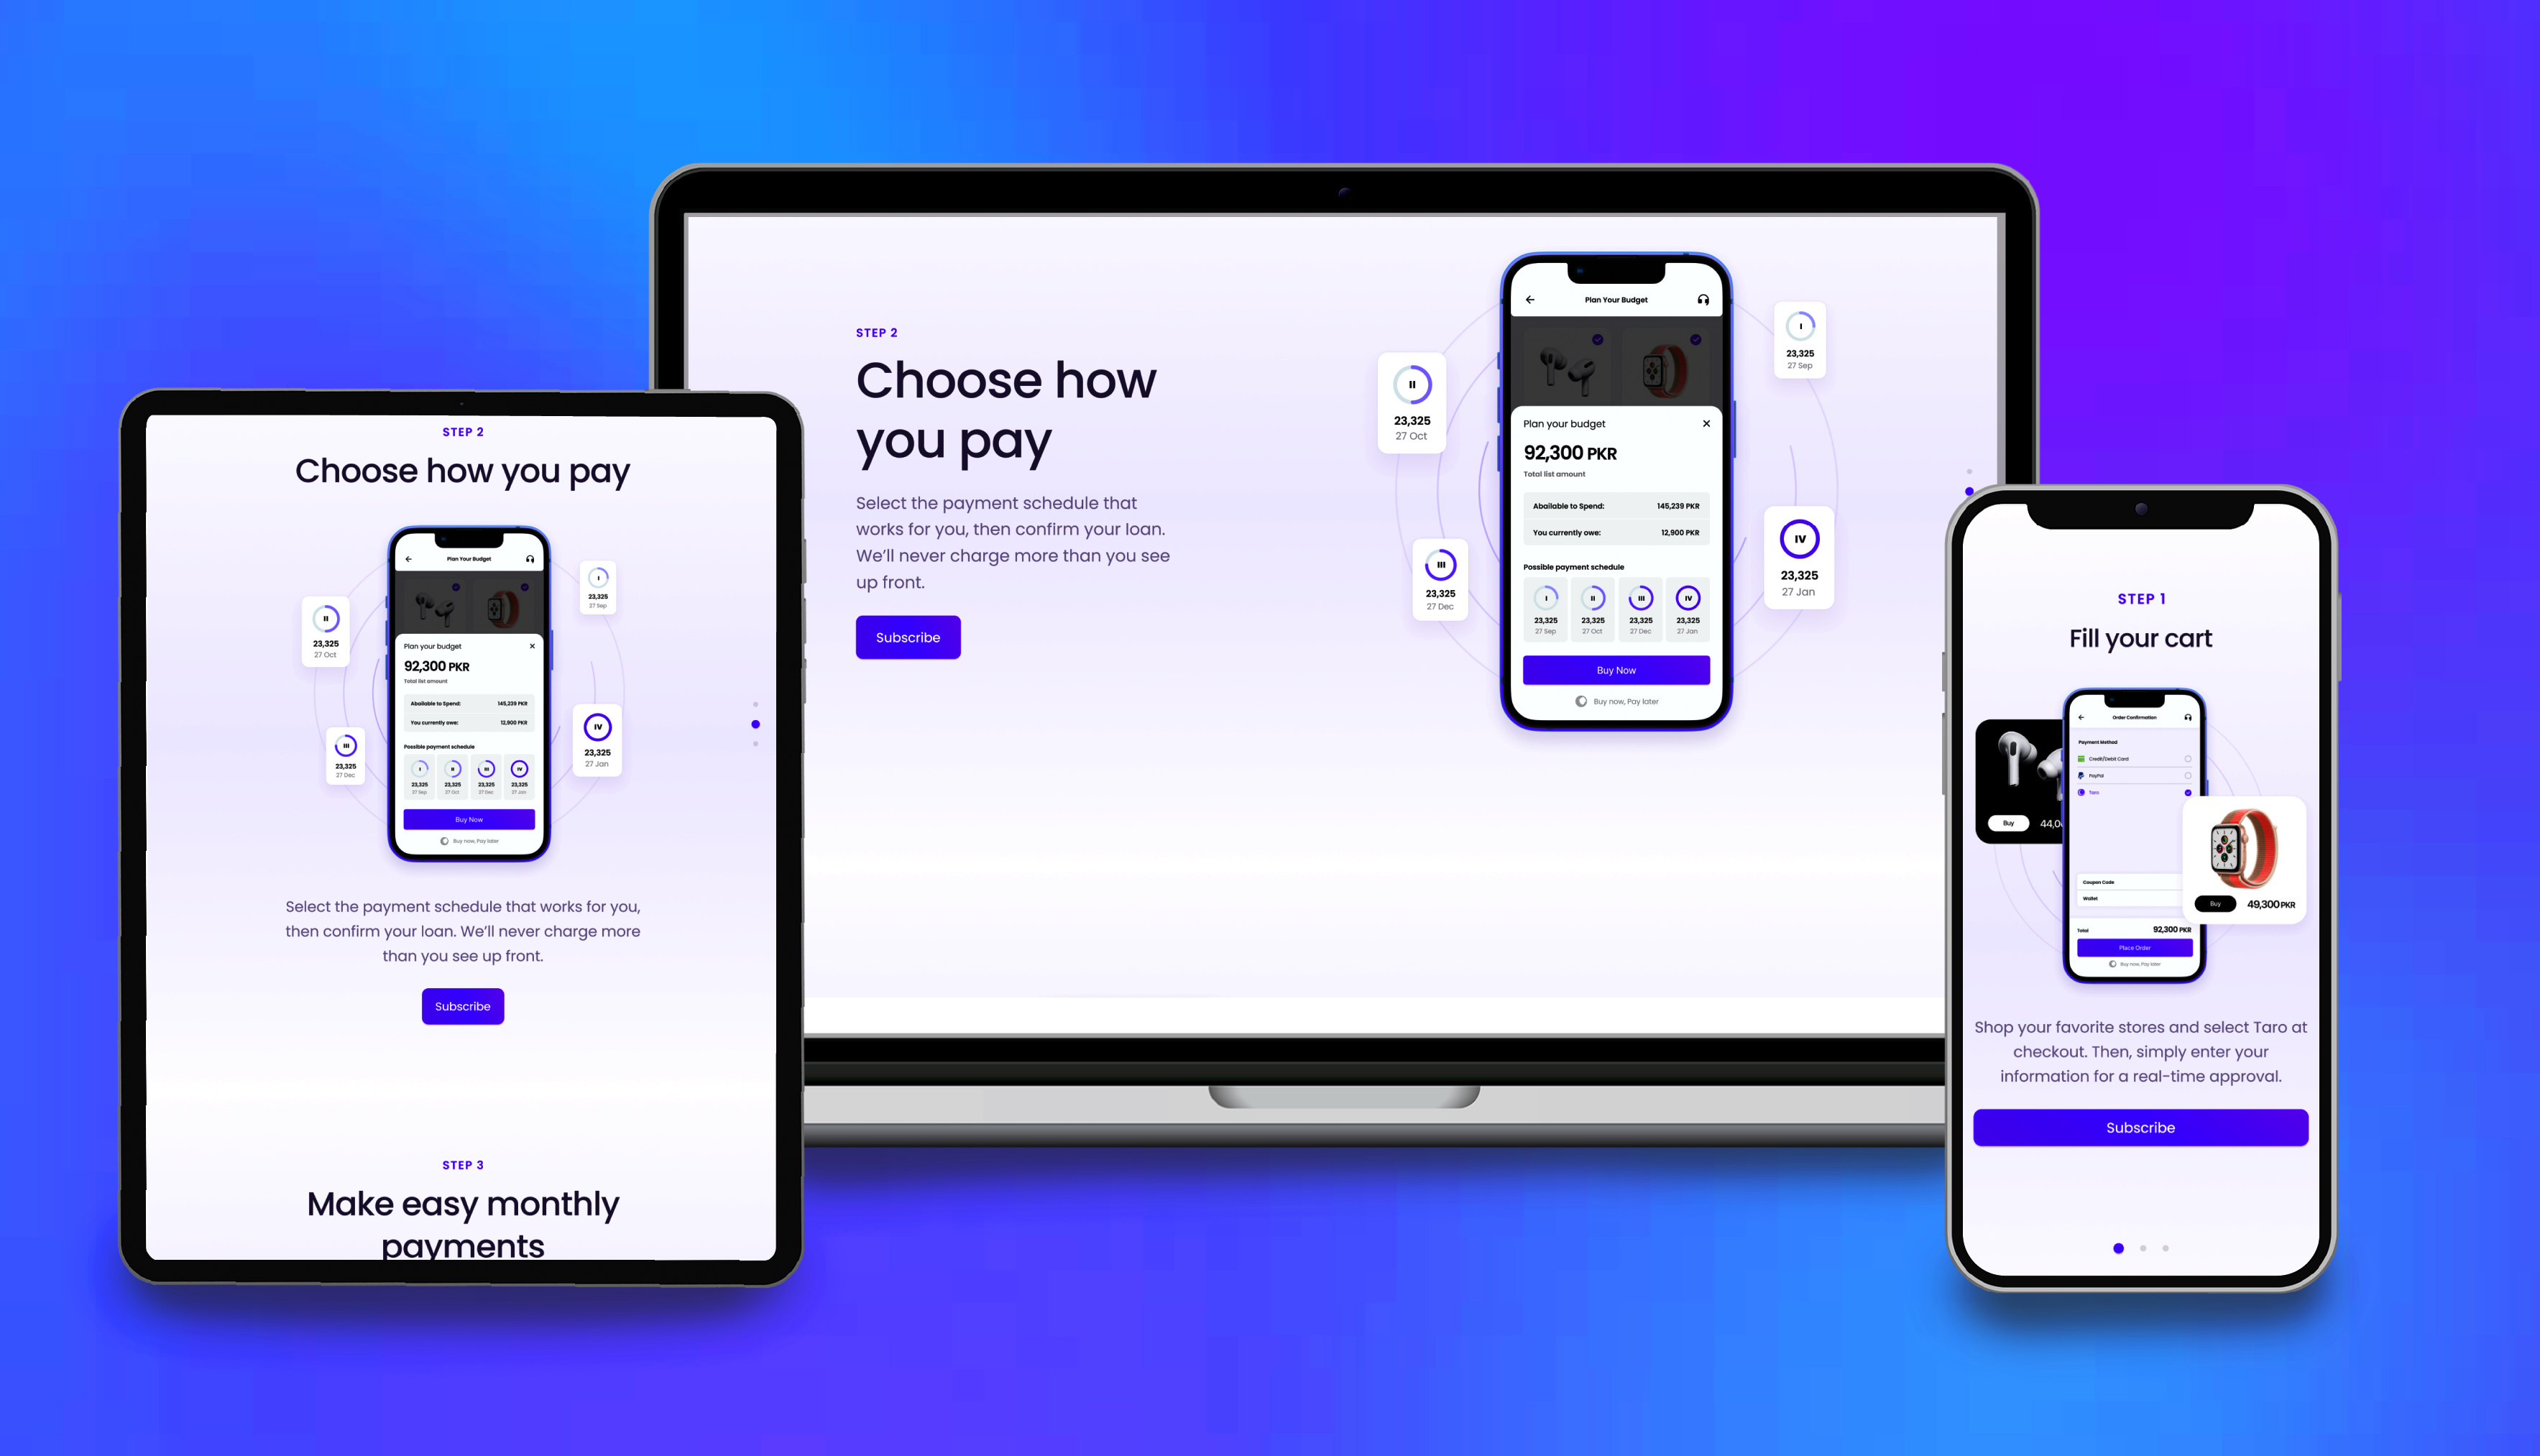 STEP 2
Choose how you pay
Plan Your Budget
I
23,325
27 Sep
II
23,325
27 Oct
Plan your budget
92,300 PKR
Total list amount
Abailable to Spend: 145,239 PKR
You currently owe: 12,900 PKR
IV
23,325
27 Jan
III
23,325
27 Dec
Possible payment schedule
I II III IV
23,325 23,325 23,325 23,325
27 Sep 27 Oct 27 Dec 27 Jan
Buy Now
Buy now, Pay later
Select the payment schedule that works for you,
then confirm your loan. We'll never charge more
than you see up front.
Subscribe
STEP 3
Make easy monthly
payments
STEP 2
Choose how
you pay
Select the payment schedule that
works for you, then confirm your loan.
We'll never charge more than you see
up front.
Subscribe
Plan Your Budget
I
23,325
27 Sep
II
23,325
27 Oct
Plan your budget
92,300 PKR
Total list amount
Abailable to Spend: 145,239 PKR
You currently owe: 12,900 PKR
IV
23,325
27 Jan
III
23,325
27 Dec
Possible payment schedule
I II III IV
23,325 23,325 23,325 23,325
27 Sep 27 Oct 27 Dec 27 Jan
Buy Now
Buy now, Pay later
STEP 1
Fill your cart
Order Confirmation
Payment Method
Credit/Debit Card
PayPal
Taro
Buy 44,0
Coupon Code
Wallet
Buy 49,300 PKR
Total 92,300 PKR
Place Order
Buy now, Pay later
Shop your favorite stores and select Taro at
checkout. Then, simply enter your
information for a real-time approval.
Subscribe